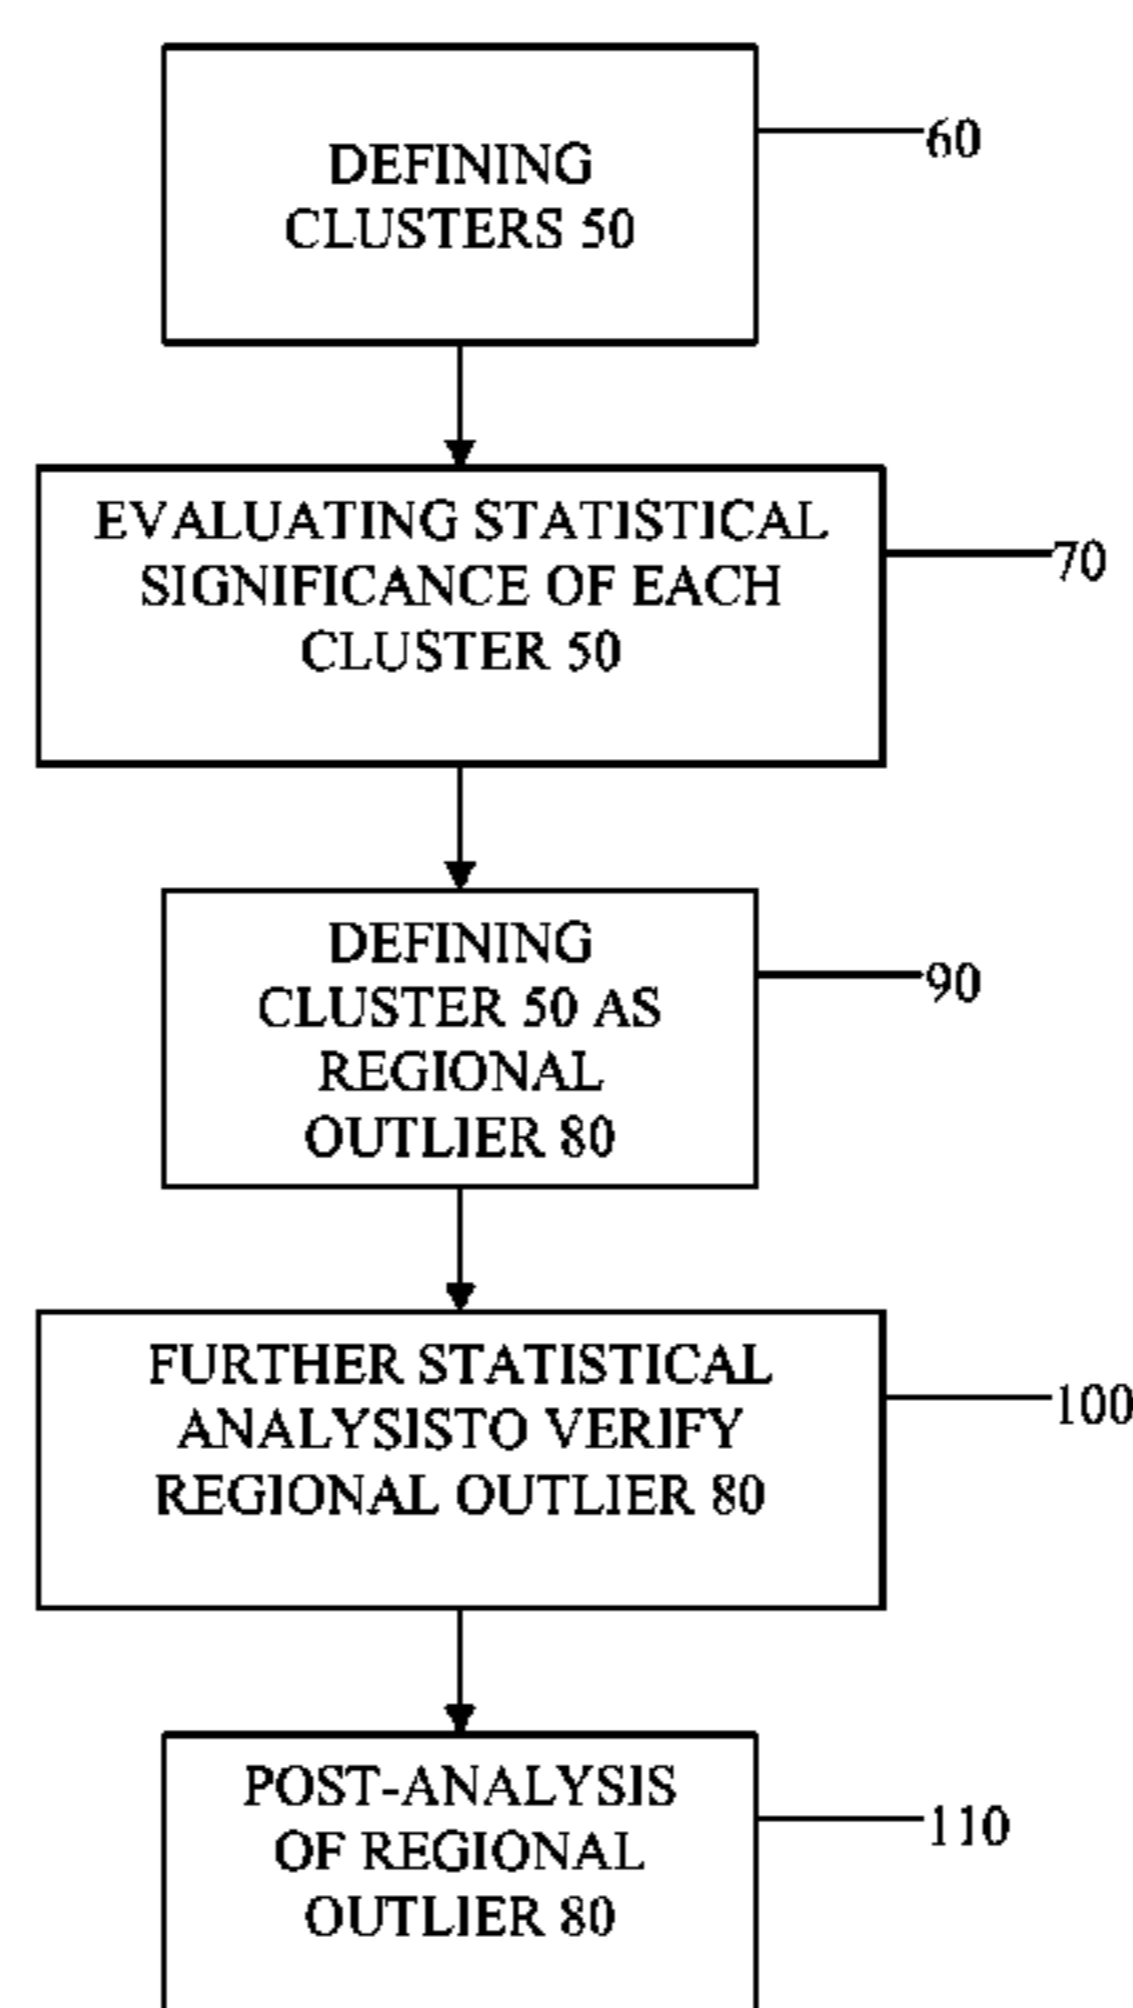 DEFINING
CLUSTERS 50
60
EVALUATING STATISTICAL
SIGNIFICANCE OF EACH
CLUSTER 50
70
DEFINING
CLUSTER 50 AS
REGIONAL
OUTLIER 80
90
FURTHER STATISTICAL
ANALYSISTO VERIFY
REGIONAL OUTLIER 80
100
POST-ANALYSIS
OF REGIONAL
OUTLIER 80
110